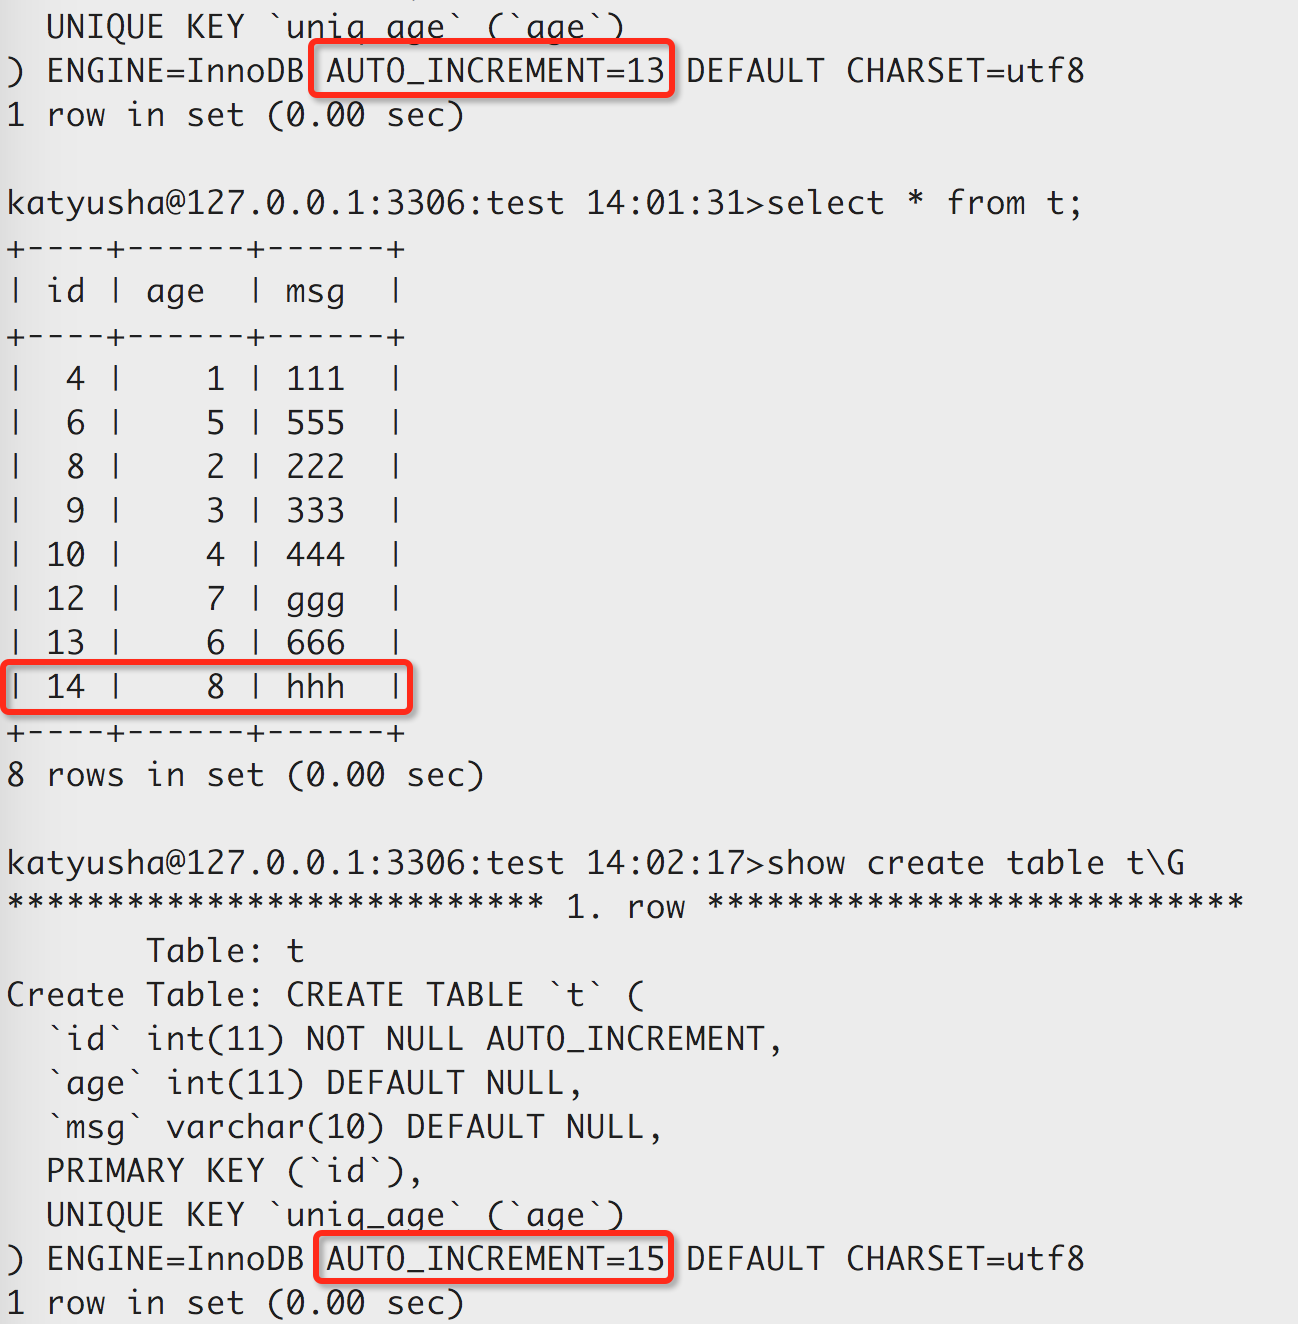 UNIQUE KEY `uniq_age` (`age`)
) ENGINE=InnoDB AUTO_INCREMENT=13 DEFAULT CHARSET=utf8
1 row in set (0.00 sec)

katyusha@127.0.0.1:3306:test 14:01:31>select * from t;
+----+------+------+
| id | age  | msg  |
+----+------+------+
|  4 |    1 | 111  |
|  6 |    5 | 555  |
|  8 |    2 | 222  |
|  9 |    3 | 333  |
| 10 |    4 | 444  |
| 12 |    7 | ggg  |
| 13 |    6 | 666  |
| 14 |    8 | hhh  |
+----+------+------+
8 rows in set (0.00 sec)

katyusha@127.0.0.1:3306:test 14:02:17>show create table t\G
*************************** 1. row ***************************
       Table: t
Create Table: CREATE TABLE `t` (
  `id` int(11) NOT NULL AUTO_INCREMENT,
  `age` int(11) DEFAULT NULL,
  `msg` varchar(10) DEFAULT NULL,
  PRIMARY KEY (`id`),
  UNIQUE KEY `uniq_age` (`age`)
) ENGINE=InnoDB AUTO_INCREMENT=15 DEFAULT CHARSET=utf8
1 row in set (0.00 sec)